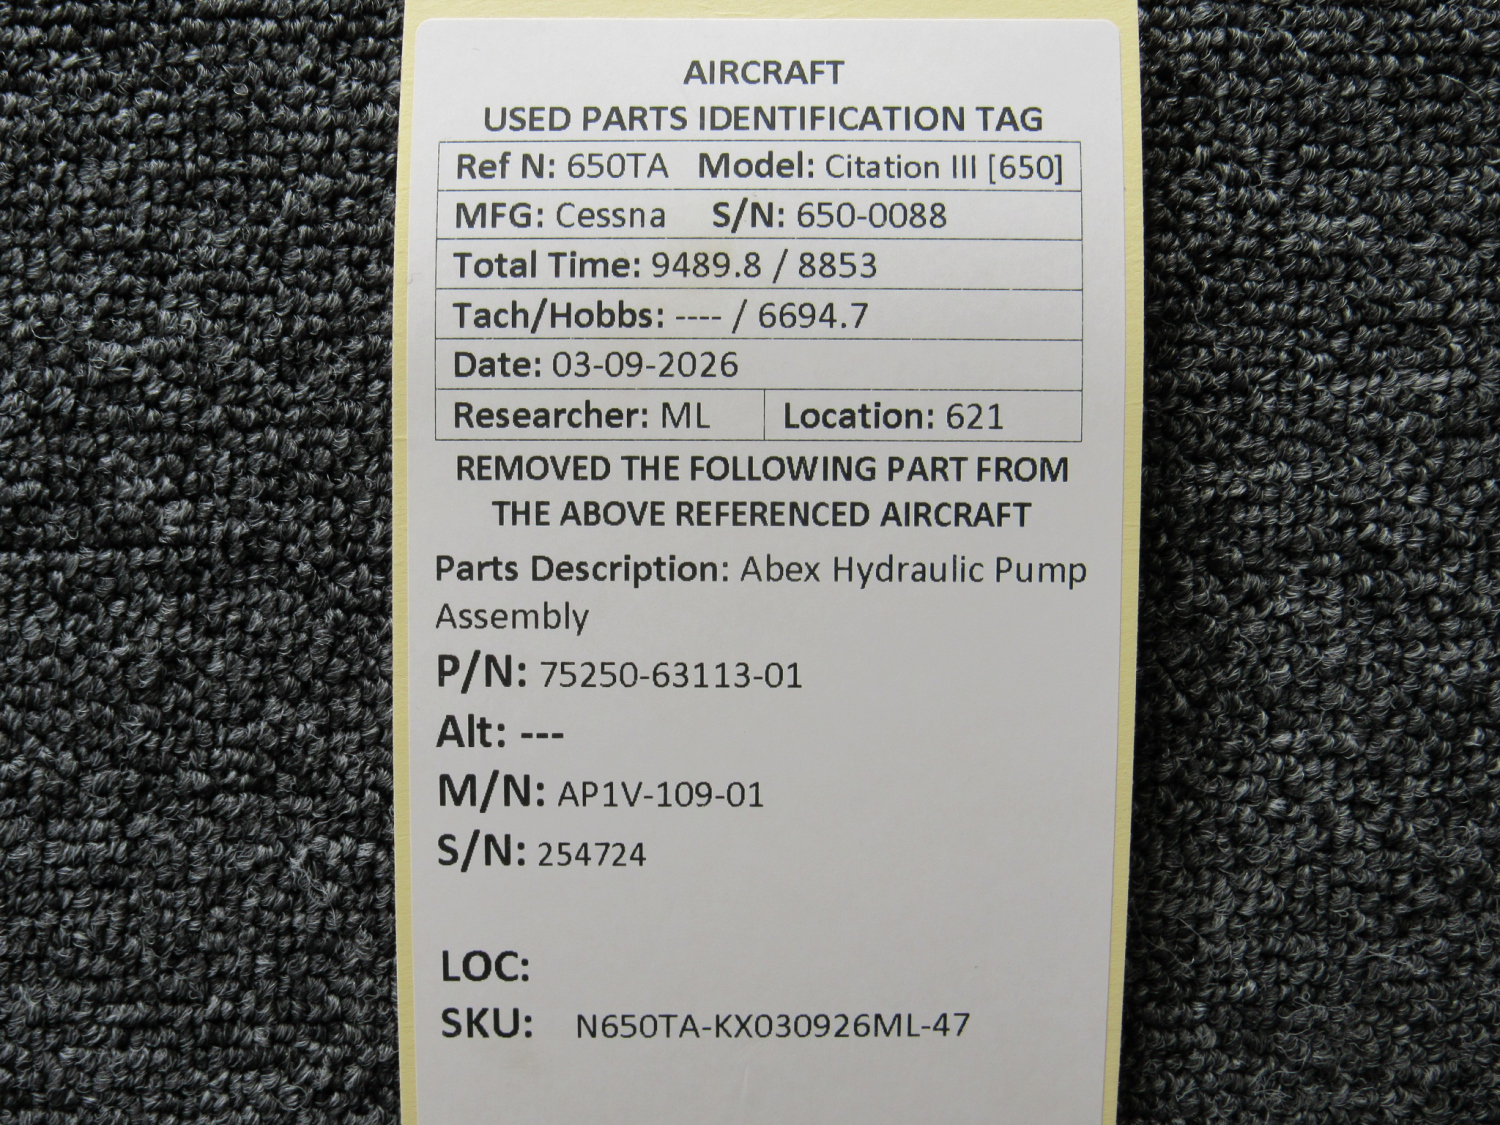 AIRCRAFT
USED PARTS IDENTIFICATION TAG
Ref N: 650TA Model: Citation III [650]
MFG: Cessna S/N: 650-0088
Total Time: 9489.8 / 8853
Tach/Hobbs: ---- / 6694.7
Date: 03-09-2026
Researcher: ML Location: 621
REMOVED THE FOLLOWING PART FROM
THE ABOVE REFERENCED AIRCRAFT
Parts Description: Abex Hydraulic Pump
Assembly
P/N: 75250-63113-01
Alt: ---
M/N: AP1V-109-01
S/N: 254724
LOC:
SKU: N650TA-KX030926ML-47